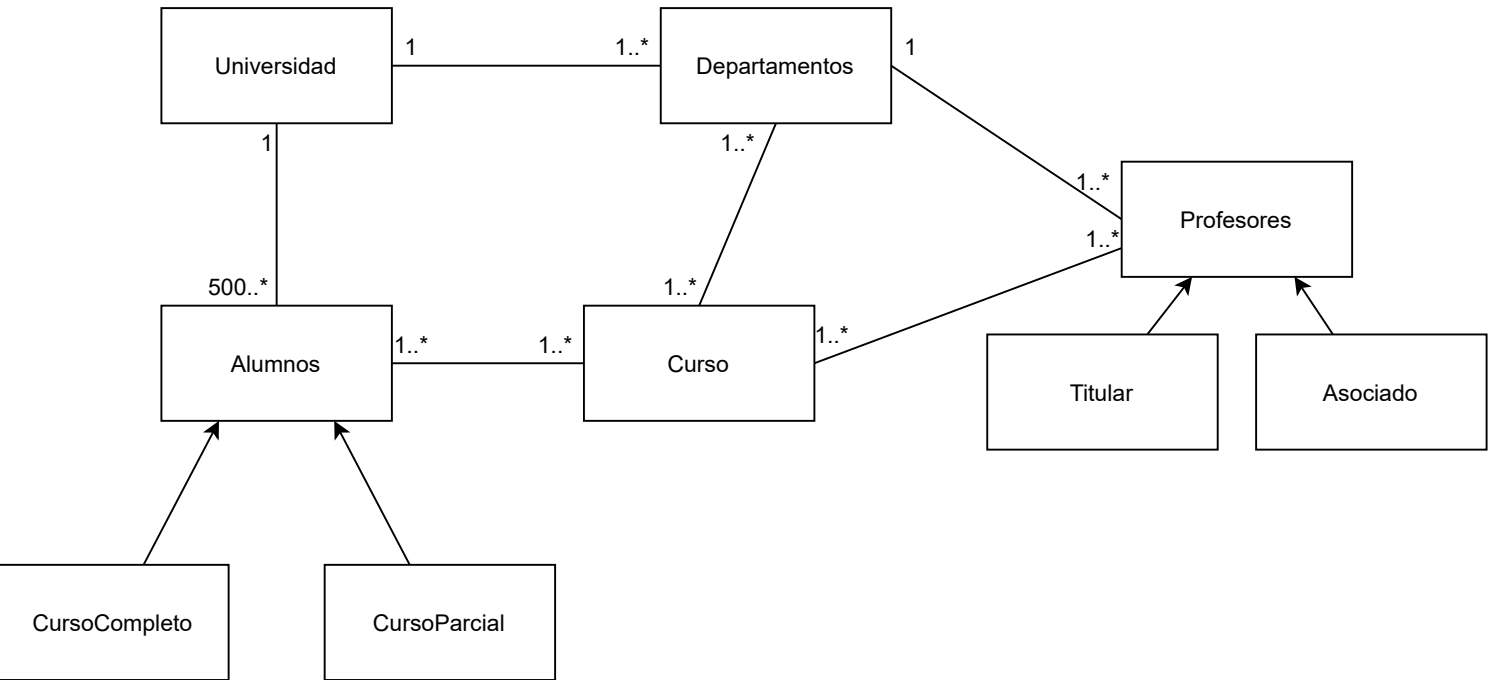 Universidad
1
1..*
Departamentos
1
1
1..*
1..*
Profesores
1..*
500..*
1..*
Alumnos
1..*
1..*
Curso
1..*
Titular
Asociado
CursoCompleto
CursoParcial